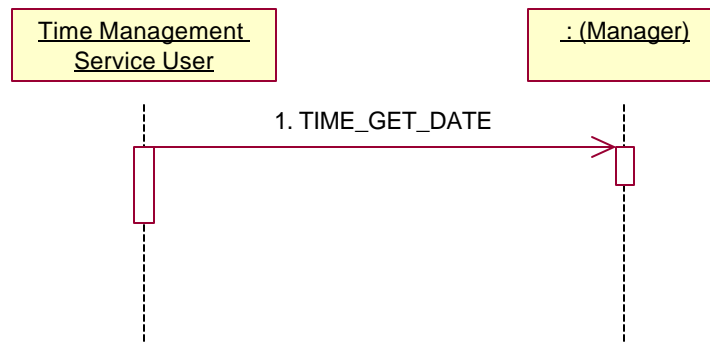 Time Management
Service User
: (Manager)
1. TIME_GET_DATE